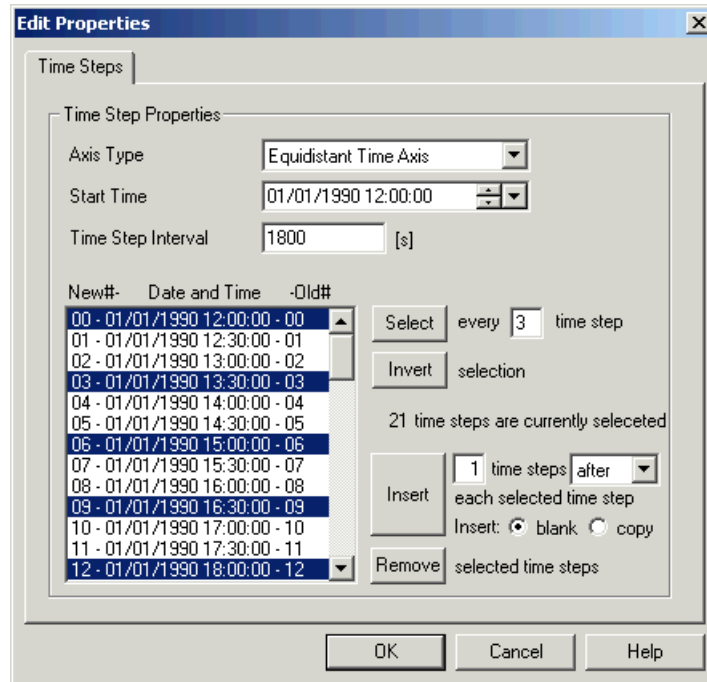 Edit Properties
Time Steps
Time Step Properties
Axis Type Equidistant Time Axis
Start Time 01/01/1990 12:00:00
Time Step Interval 1800 [s]
New#- Date and Time -Old#
00 - 01/01/1990 12:00:00 - 00
01 - 01/01/1990 12:30:00 - 01
02 - 01/01/1990 13:00:00 - 02
03 - 01/01/1990 13:30:00 - 03
04 - 01/01/1990 14:00:00 - 04
05 - 01/01/1990 14:30:00 - 05
06 - 01/01/1990 15:00:00 - 06
07 - 01/01/1990 15:30:00 - 07
08 - 01/01/1990 16:00:00 - 08
09 - 01/01/1990 16:30:00 - 09
10 - 01/01/1990 17:00:00 - 10
11 - 01/01/1990 17:30:00 - 11
12 - 01/01/1990 18:00:00 - 12
Select every 3 time step
Invert selection
21 time steps are currently seleceted
Insert 1 time steps after
each selected time step
Insert: blank copy
Remove selected time steps
OK Cancel Help